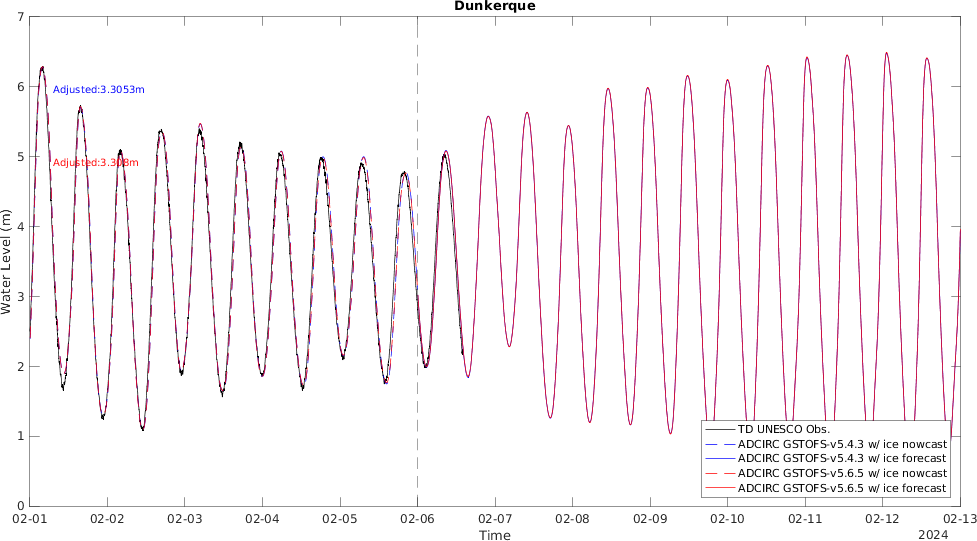 Dunkerque
7
6
5
4
3
2
1
0
Water Level (m)
Adjusted:3.3053m
Adjusted:3.308m
TD UNESCO Obs.
ADCIRC GSTOFS-v5.4.3 w/ ice nowcast
ADCIRC GSTOFS-v5.4.3 w/ ice forecast
ADCIRC GSTOFS-v5.6.5 w/ ice nowcast
ADCIRC GSTOFS-v5.6.5 w/ ice forecast
02-01 02-02 02-03 02-04 02-05 02-06 02-07 02-08 02-09 02-10 02-11 02-12 02-13
Time
2024